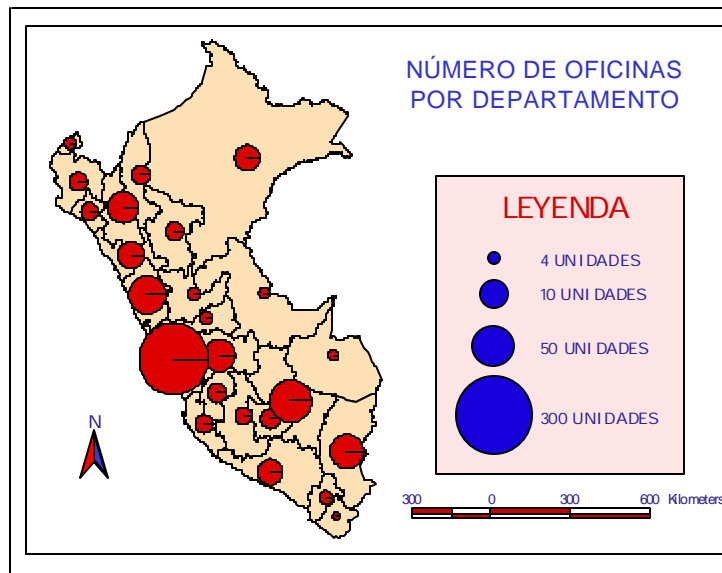 NÚMERO DE OFICINAS
POR DEPARTAMENTO
LEYENDA
4 UNIDADES
10 UNIDADES
50 UNIDADES
300 UNIDADES
N
300 0 300 600 Kilometers